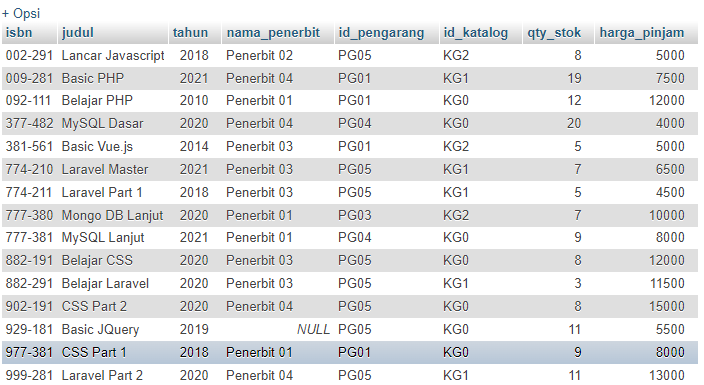 + Opsi
isbn judul tahun nama_penerbit id_pengarang id_katalog qty_stok harga_pinjam
002-291 Lancar Javascript 2018 Penerbit 02 PG05 KG2 8 5000
009-281 Basic PHP 2021 Penerbit 04 PG01 KG1 19 7500
092-111 Belajar PHP 2010 Penerbit 01 PG01 KG0 12 12000
377-482 MySQL Dasar 2020 Penerbit 04 PG04 KG0 20 4000
381-561 Basic Vue.js 2014 Penerbit 03 PG01 KG2 5 5000
774-210 Laravel Master 2021 Penerbit 03 PG05 KG1 7 6500
774-211 Laravel Part 1 2018 Penerbit 03 PG05 KG1 5 4500
777-380 Mongo DB Lanjut 2020 Penerbit 01 PG03 KG2 7 10000
777-381 MySQL Lanjut 2021 Penerbit 01 PG04 KG0 9 8000
882-191 Belajar CSS 2020 Penerbit 03 PG05 KG0 8 12000
882-291 Belajar Laravel 2020 Penerbit 03 PG05 KG1 3 11500
902-191 CSS Part 2 2020 Penerbit 04 PG05 KG0 8 15000
929-181 Basic JQuery 2019 NULL PG05 KG0 11 5500
977-381 CSS Part 1 2018 Penerbit 01 PG01 KG0 9 8000
999-281 Laravel Part 2 2020 Penerbit 04 PG05 KG1 11 13000